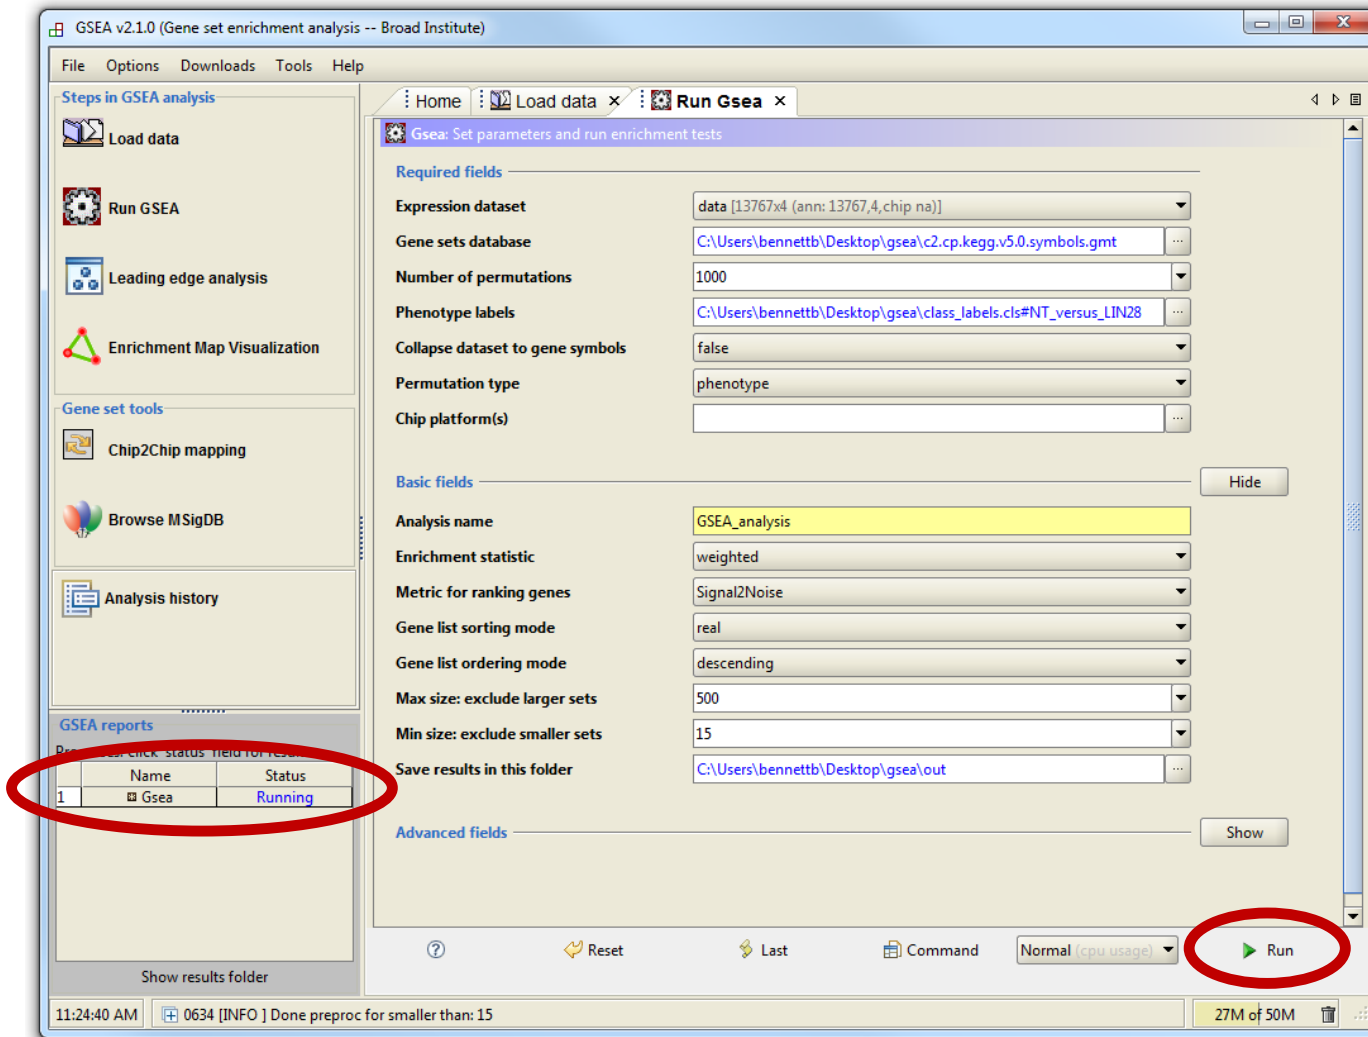 GSEA v2.1.0 (Gene set enrichment analysis -- Broad Institute)
File Options Downloads Tools Help
Steps in GSEA analysis
Load data
Run GSEA
Leading edge analysis
Enrichment Map Visualization
Gene set tools
Chip2Chip mapping
Browse MSigDB
Analysis history
GSEA reports
click 'status' field for
Name Status
1 Gsea Running
Show results folder
Home Load data × Run Gsea ×
Gsea: Set parameters and run enrichment tests
Required fields
Expression dataset data [13767x4 (ann: 13767,4,chip na)]
Gene sets database C:\Users\bennettb\Desktop\gsea\c2.cp.kegg.v5.0.symbols.gmt ...
Number of permutations 1000
Phenotype labels C:\Users\bennettb\Desktop\gsea\class_labels.cls#NT_versus_LIN28 ...
Collapse dataset to gene symbols false
Permutation type phenotype
Chip platform(s) ...
Basic fields Hide
Analysis name GSEA_analysis
Enrichment statistic weighted
Metric for ranking genes Signal2Noise
Gene list sorting mode real
Gene list ordering mode descending
Max size: exclude larger sets 500
Min size: exclude smaller sets 15
Save results in this folder C:\Users\bennettb\Desktop\gsea\out ...
Advanced fields Show
? Reset Last Command Normal (cpu usage) Run
11:24:40 AM 0634 [INFO ] Done preproc for smaller than: 15 27M of 50M